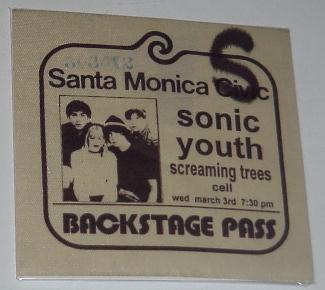 S
Santa Monica Civic
sonic
youth
screaming trees
cell
wed march 3rd 7:30 pm
BACKSTAGE PASS